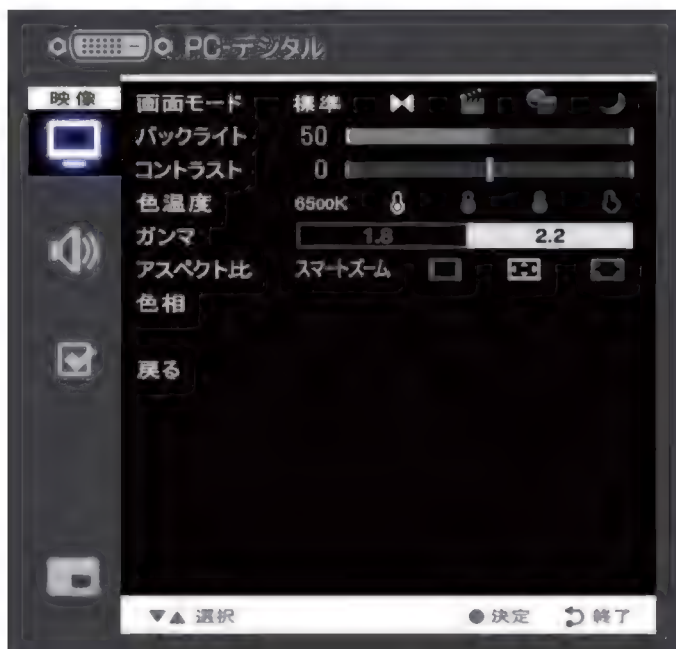 PC-デジタル
映像
画面モード 標準
バックライト 50
コントラスト 0
色温度 6500K
ガンマ 1.8 2.2
アスペクト比 スマートズーム
色相
戻る
▼▲ 選択 ●決定 終了